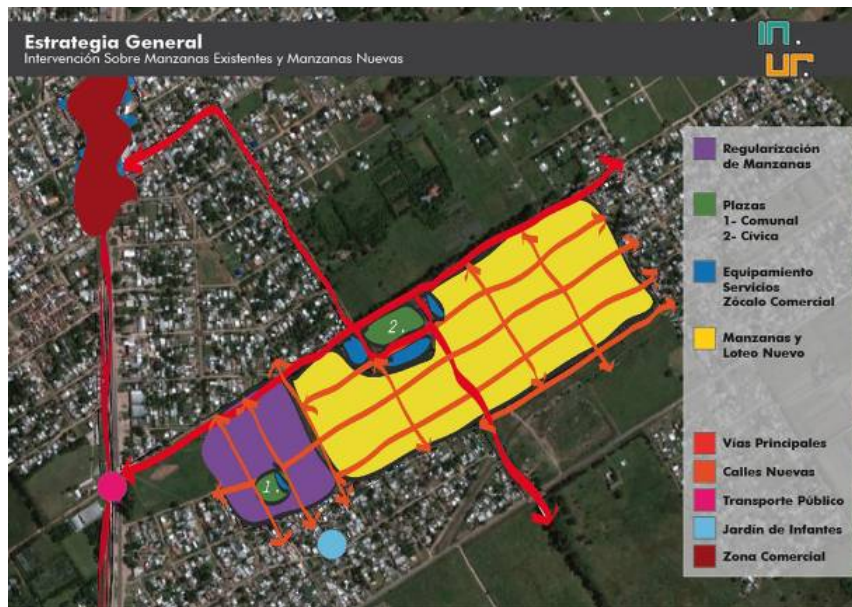 Estrategia General
Intervención Sobre Manzanas Existentes y Manzanas Nuevas
in.
ur.
Regularización
de Manzanas
Plazas
1- Comunal
2- Cívica
Equipamiento
Servicios
Zócalo Comercial
Manzanas y
Loteo Nuevo
2.
1.
Vías Principales
Calles Nuevas
Transporte Público
Jardín de Infantes
Zona Comercial